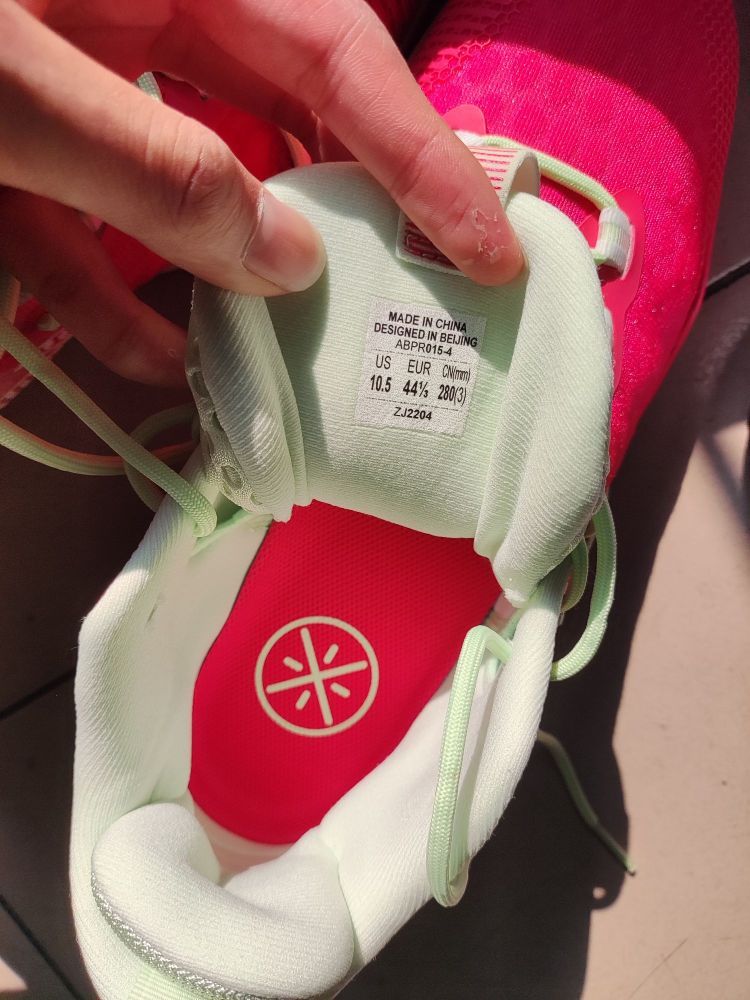 MADE IN CHINA
DESIGNED IN BEIJING
ABPR015-4
US EUR CN(mm)
10.5 44⅓ 280(3)
ZJ2204